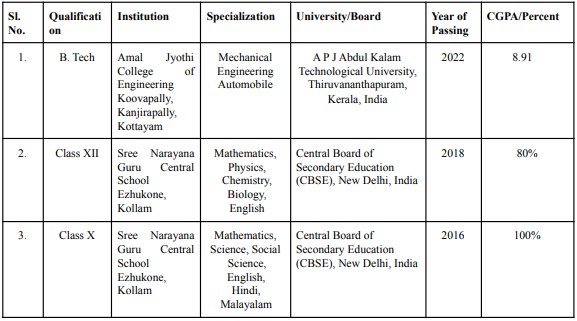 Sl. No. | Qualificati on | Institution | Specialization | University/Board | Year of Passing | CGPA/Percent
1. | B. Tech | Amal Jyothi College of Engineering Koovapally, Kanjirapally, Kottayam | Mechanical Engineering Automobile | A P J Abdul Kalam Technological University, Thiruvananthapuram, Kerala, India | 2022 | 8.91
2. | Class XII | Sree Narayana Guru Central School Ezhukone, Kollam | Mathematics, Physics, Chemistry, Biology, English | Central Board of Secondary Education (CBSE), New Delhi, India | 2018 | 80%
3. | Class X | Sree Narayana Guru Central School Ezhukone, Kollam | Mathematics, Science, Social Science, English, Hindi, Malayalam | Central Board of Secondary Education (CBSE), New Delhi, India | 2016 | 100%